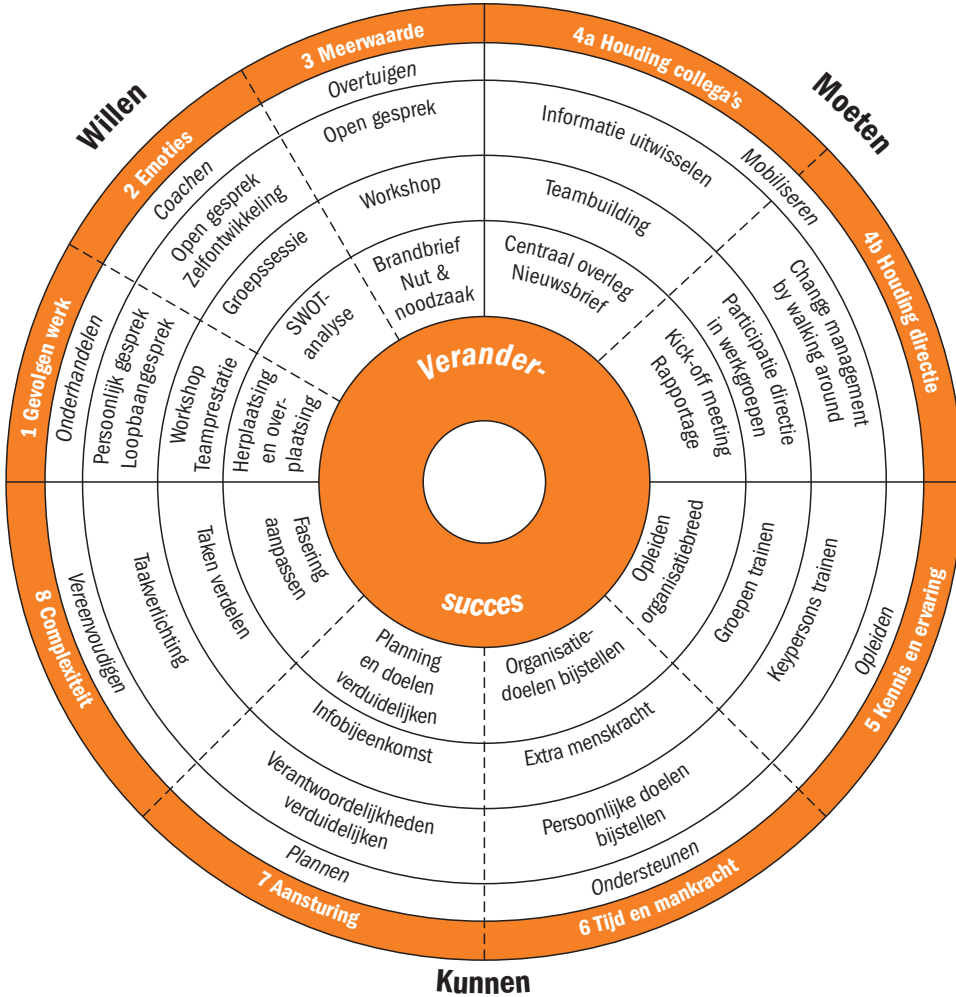 Willen
Moeten
Kunnen
1 Gevolgen werk
Onderhandelen
Persoonlijk gesprek
Loopbaangesprek
Workshop
Teamprestatie
Herplaatsing
en over-
plaatsing
2 Emoties
Coachen
Open gesprek
Zelfontwikkeling
Groepssessie
SWOT-
analyse
3 Meerwaarde
Overtuigen
Open gesprek
Workshop
Brandbrief
Nut &
noodzaak
4a Houding collega's
Mobiliseren
Informatie uitwisselen
Teambuilding
Centraal overleg
Nieuwsbrief
4b Houding directie
Change management
by walking around
Participatie directie
in werkgroepen
Kick-off meeting
Rapportage
5 Kennis en ervaring
Opleiden
Keypersons trainen
Groepen trainen
Opleiden
organisatiebreed
6 Tijd en mankracht
Ondersteunen
Persoonlijke doelen
bijstellen
Extra menskracht
Organisatie-
doelen bijstellen
7 Aansturing
Plannen
Verantwoordelijkheden
verduidelijken
Infobijeenkomst
Planning
en doelen
verduidelijken
8 Complexiteit
Vereenvoudigen
Taakverlichting
Taken verdelen
Fasering
aanpassen
Verander-
succes